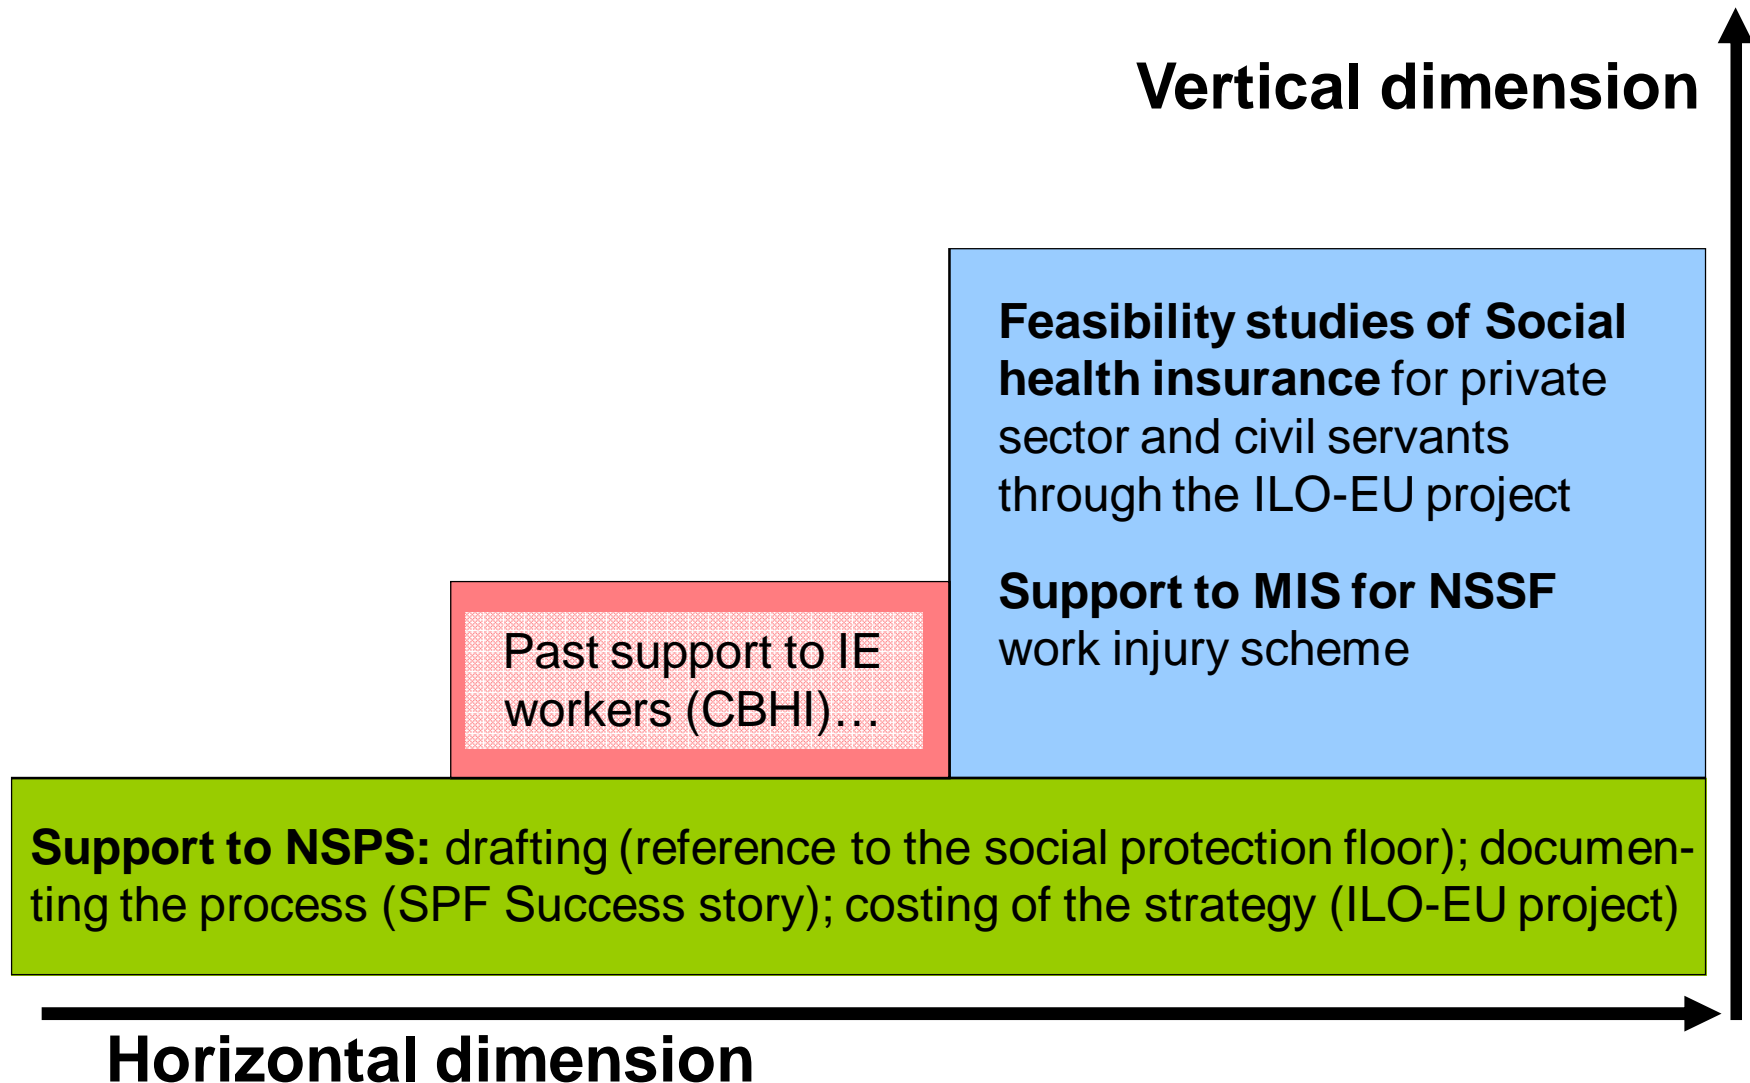 Vertical dimension
Feasibility studies of Social
health insurance for private
sector and civil servants
through the ILO-EU project
Support to MIS for NSSF
work injury scheme
Past support to IE
workers (CBHI)…
Support to NSPS: drafting (reference to the social protection floor); documen-
ting the process (SPF Success story); costing of the strategy (ILO-EU project)
Horizontal dimension